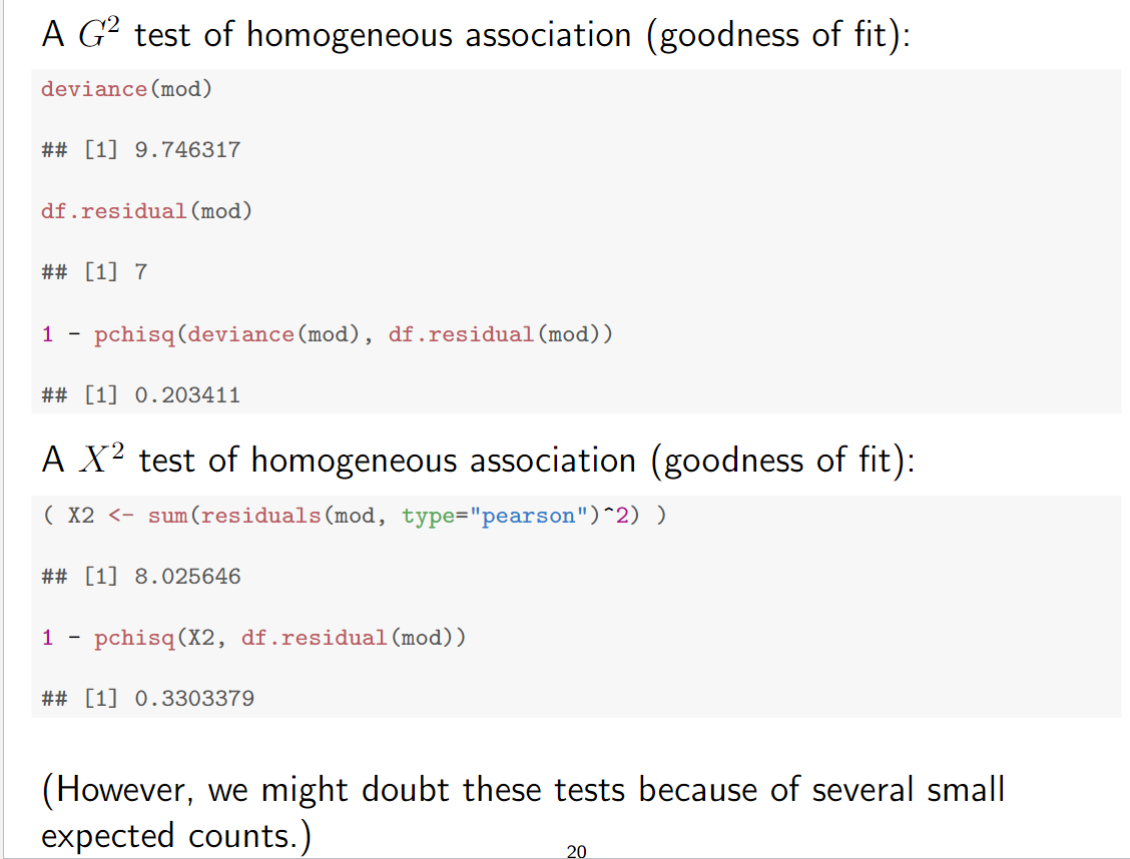 A G² test of homogeneous association (goodness of fit):
deviance(mod)
## [1] 9.746317
df.residual(mod)
## [1] 7
1 - pchisq(deviance(mod), df.residual(mod))
## [1] 0.203411
A X² test of homogeneous association (goodness of fit):
( X2 <- sum(residuals(mod, type="pearson")^2) )
## [1] 8.025646
1 - pchisq(X2, df.residual(mod))
## [1] 0.3303379
(However, we might doubt these tests because of several small
expected counts.)
20